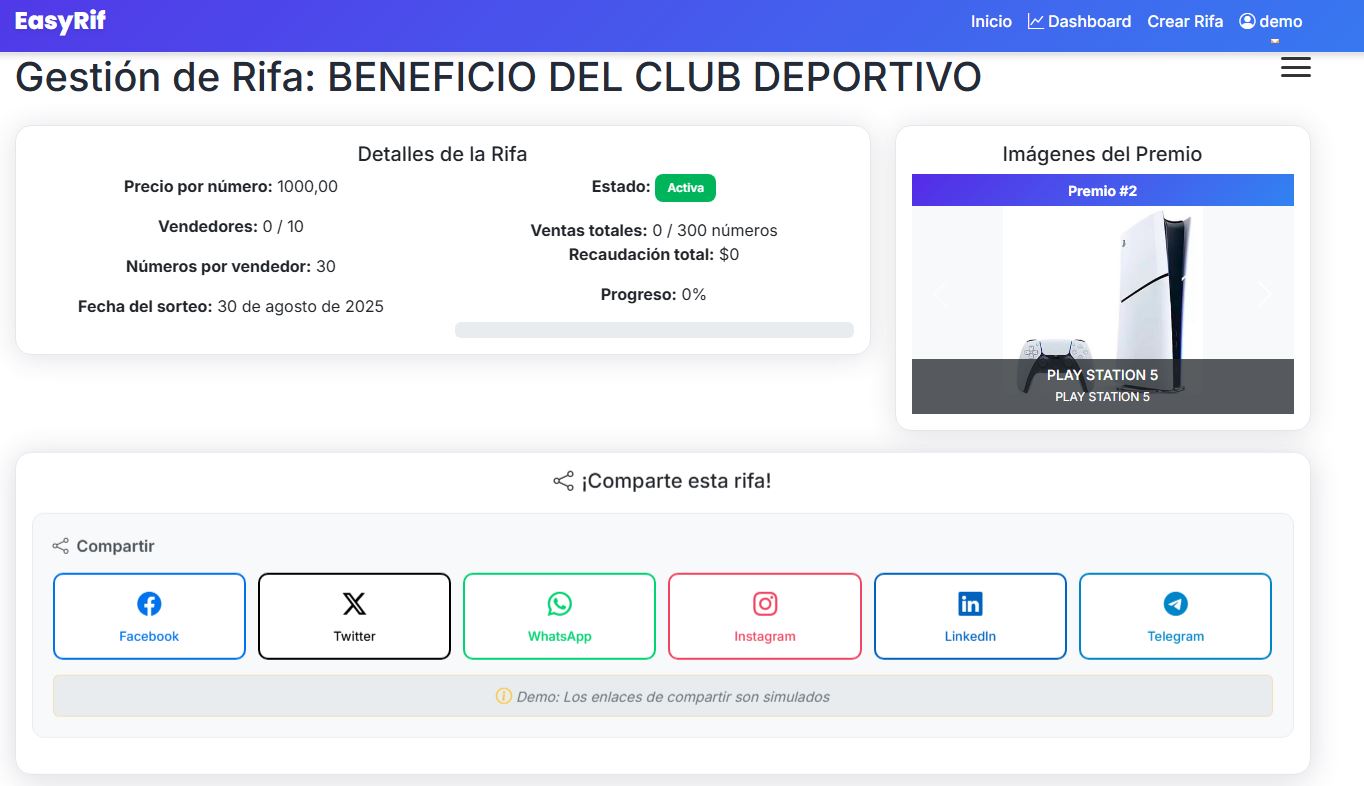 EasyRif
Inicio Dashboard Crear Rifa demo
Gestión de Rifa: BENEFICIO DEL CLUB DEPORTIVO
Detalles de la Rifa
Precio por número: 1000,00
Vendedores: 0 / 10
Números por vendedor: 30
Fecha del sorteo: 30 de agosto de 2025
Estado: Activa
Ventas totales: 0 / 300 números
Recaudación total: $0
Progreso: 0%
Imágenes del Premio
Premio #2
PLAY STATION 5
PLAY STATION 5
¡Comparte esta rifa!
Compartir
Facebook
Twitter
WhatsApp
Instagram
LinkedIn
Telegram
Demo: Los enlaces de compartir son simulados